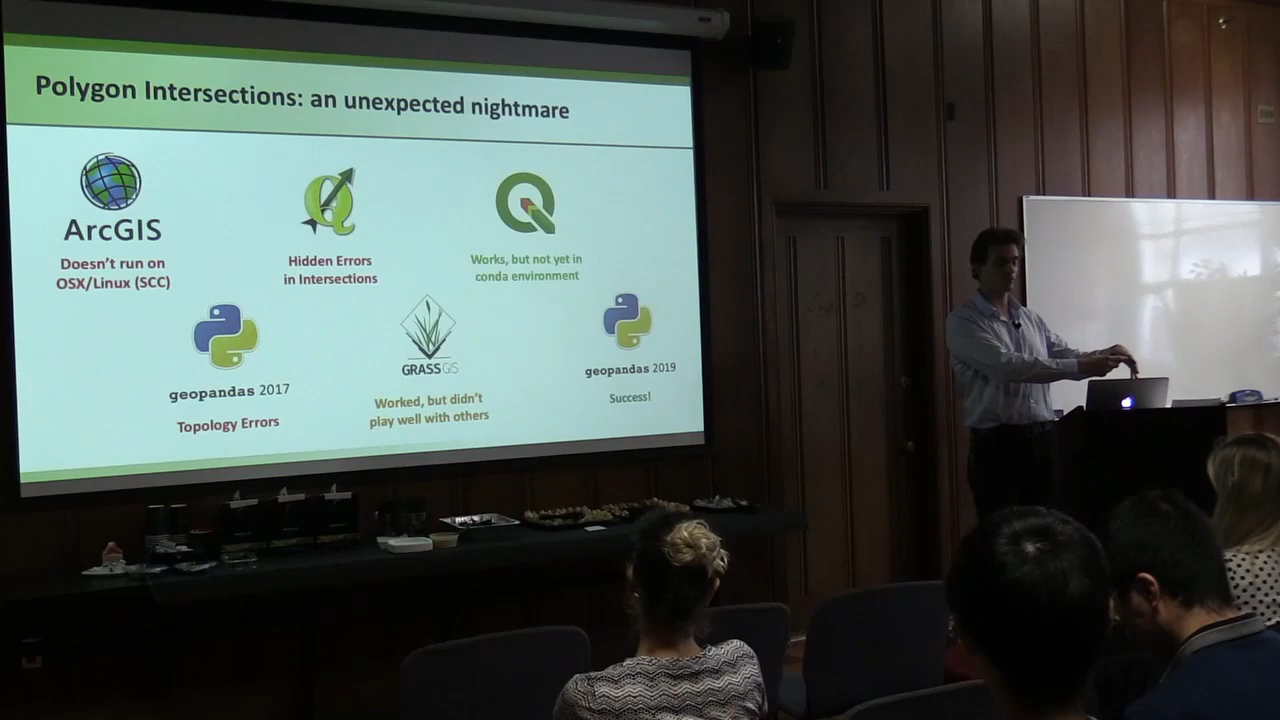 Polygon Intersections: an unexpected nightmare
ArcGIS
Doesn't run on
OSX/Linux (SCC)
Hidden Errors
in Intersections
Works, but not yet in
conda environment
geopandas 2017
Topology Errors
GRASS GIS
Worked, but didn't
play well with others
geopandas 2019
Success!